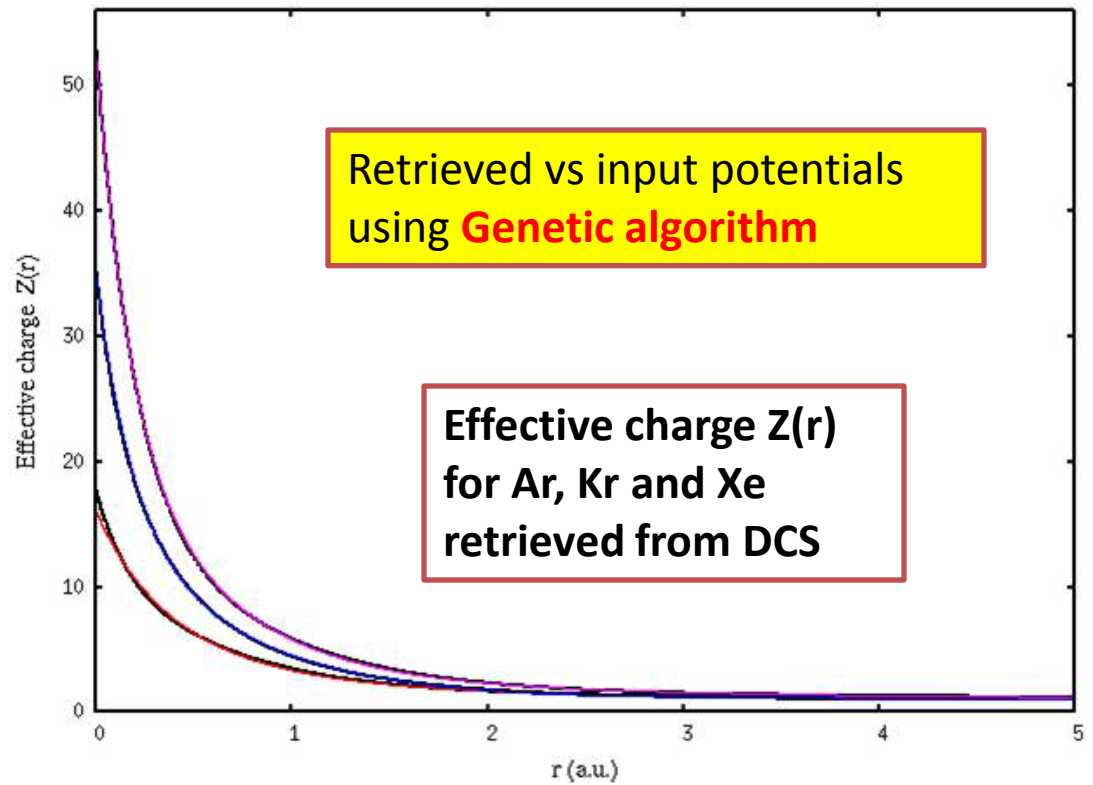 50
40
30
20
10
0
Effective charge Z(r)
Retrieved vs input potentials
using Genetic algorithm
Effective charge Z(r)
for Ar, Kr and Xe
retrieved from DCS
0 1 2 3 4 5
r (a.u.)